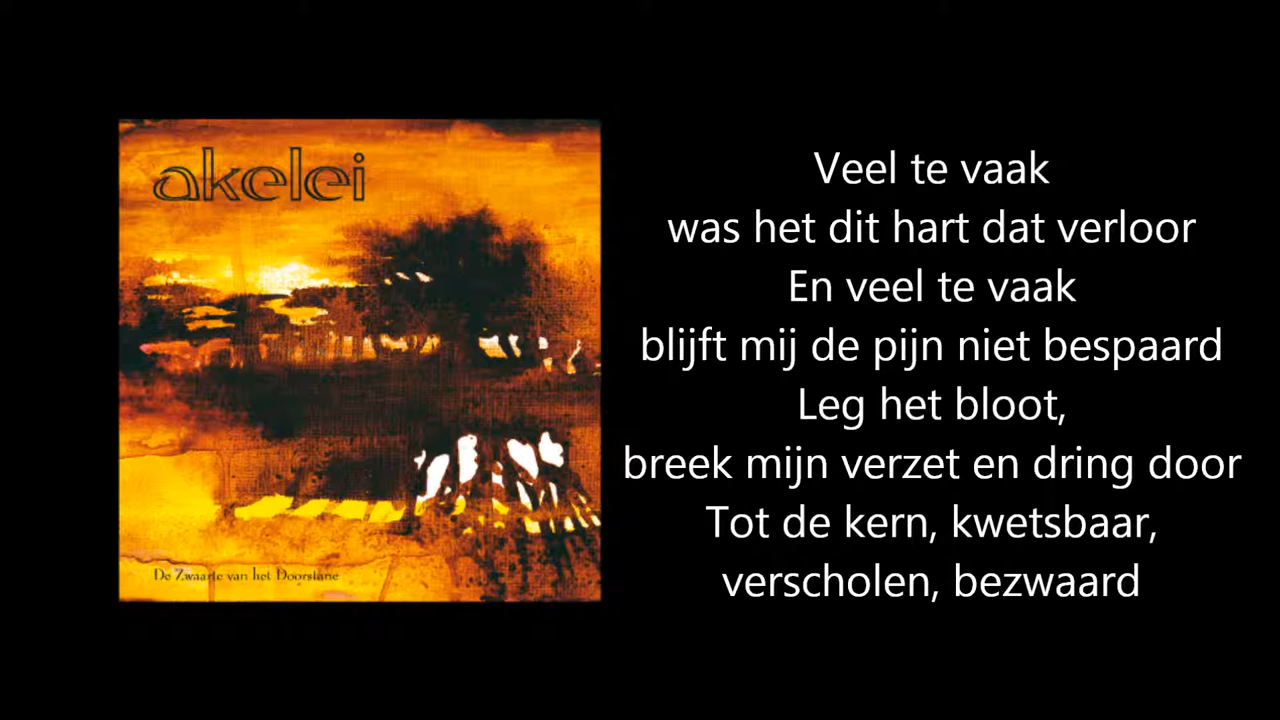 akelei
De Zwaarte van het Doorstane
Veel te vaak
was het dit hart dat verloor
En veel te vaak
blijft mij de pijn niet bespaard
Leg het bloot,
breek mijn verzet en dring door
Tot de kern, kwetsbaar,
verscholen, bezwaard